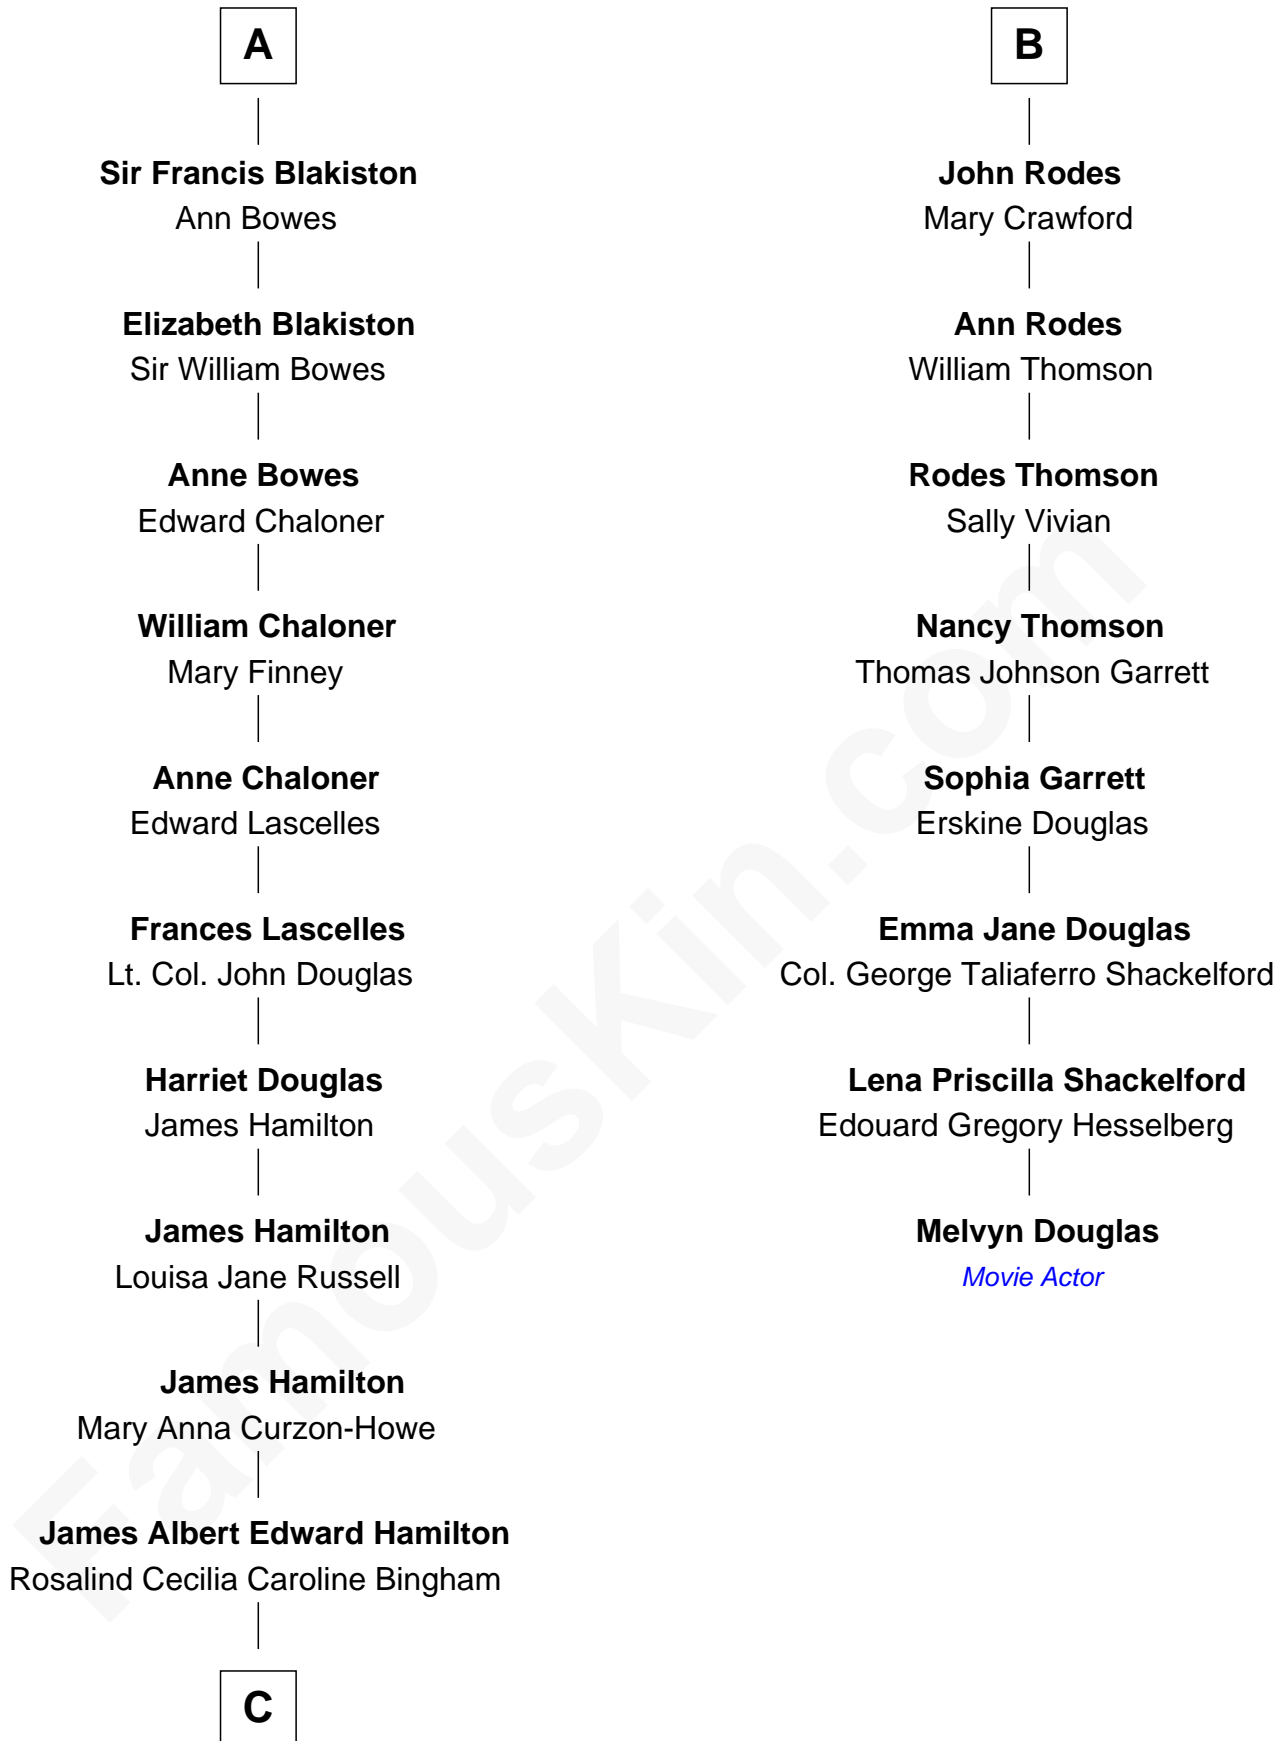 A
Sir Francis Blakiston
Ann Bowes
Elizabeth Blakiston
Sir William Bowes
Anne Bowes
Edward Chaloner
William Chaloner
Mary Finney
Anne Chaloner
Edward Lascelles
Frances Lascelles
Lt. Col. John Douglas
Harriet Douglas
James Hamilton
James Hamilton
Louisa Jane Russell
James Hamilton
Mary Anna Curzon-Howe
James Albert Edward Hamilton
Rosalind Cecilia Caroline Bingham
C
B
John Rodes
Mary Crawford
Ann Rodes
William Thomson
Rodes Thomson
Sally Vivian
Nancy Thomson
Thomas Johnson Garrett
Sophia Garrett
Erskine Douglas
Emma Jane Douglas
Col. George Taliaferro Shackelford
Lena Priscilla Shackelford
Edouard Gregory Hesselberg
Melvyn Douglas
Movie Actor
FamousKin.com